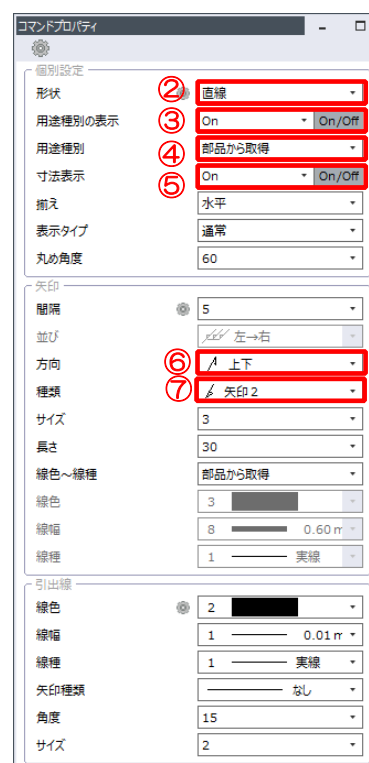 コマンドプロパティ
個別設定
形状 ② 直線
用途種別の表示 ③ On On/Off
用途種別 ④ 部品から取得
寸法表示 ⑤ On On/Off
揃え 水平
表示タイプ 通常
丸め角度 60
矢印
間隔 5
並び 左→右
方向 ⑥ 上下
種類 ⑦ 矢印2
サイズ 3
長さ 30
線色~線種 部品から取得
線色 3
線幅 8 0.60 m
線種 1 実線
引出線
線色 2
線幅 1 0.01 m
線種 1 実線
矢印種類 なし
角度 15
サイズ 2